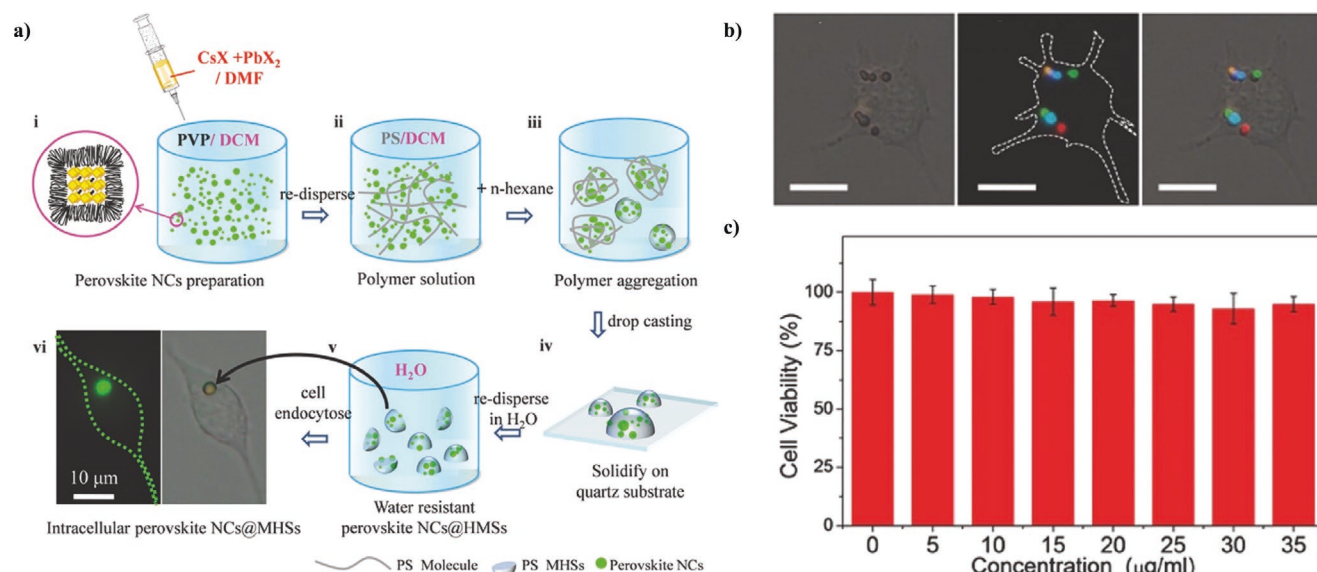 a)
CsX +PbX₂
/ DMF
i
PVP/ DCM
Perovskite NCs preparation
re-disperse
ii
PS/DCM
Polymer solution
+ n-hexane
iii
Polymer aggregation
drop casting
iv
Solidify on
quartz substrate
re-disperse
in H₂O
v
H₂O
Water resistant
perovskite NCs@HMSs
cell
endocytose
vi
10 μm
Intracellular perovskite NCs@MHSs
PS Molecule
PS MHSs
Perovskite NCs
b)
c)
Cell Viability (%)
100
75
50
25
0
0 5 10 15 20 25 30 35
Concentration (μg/ml)